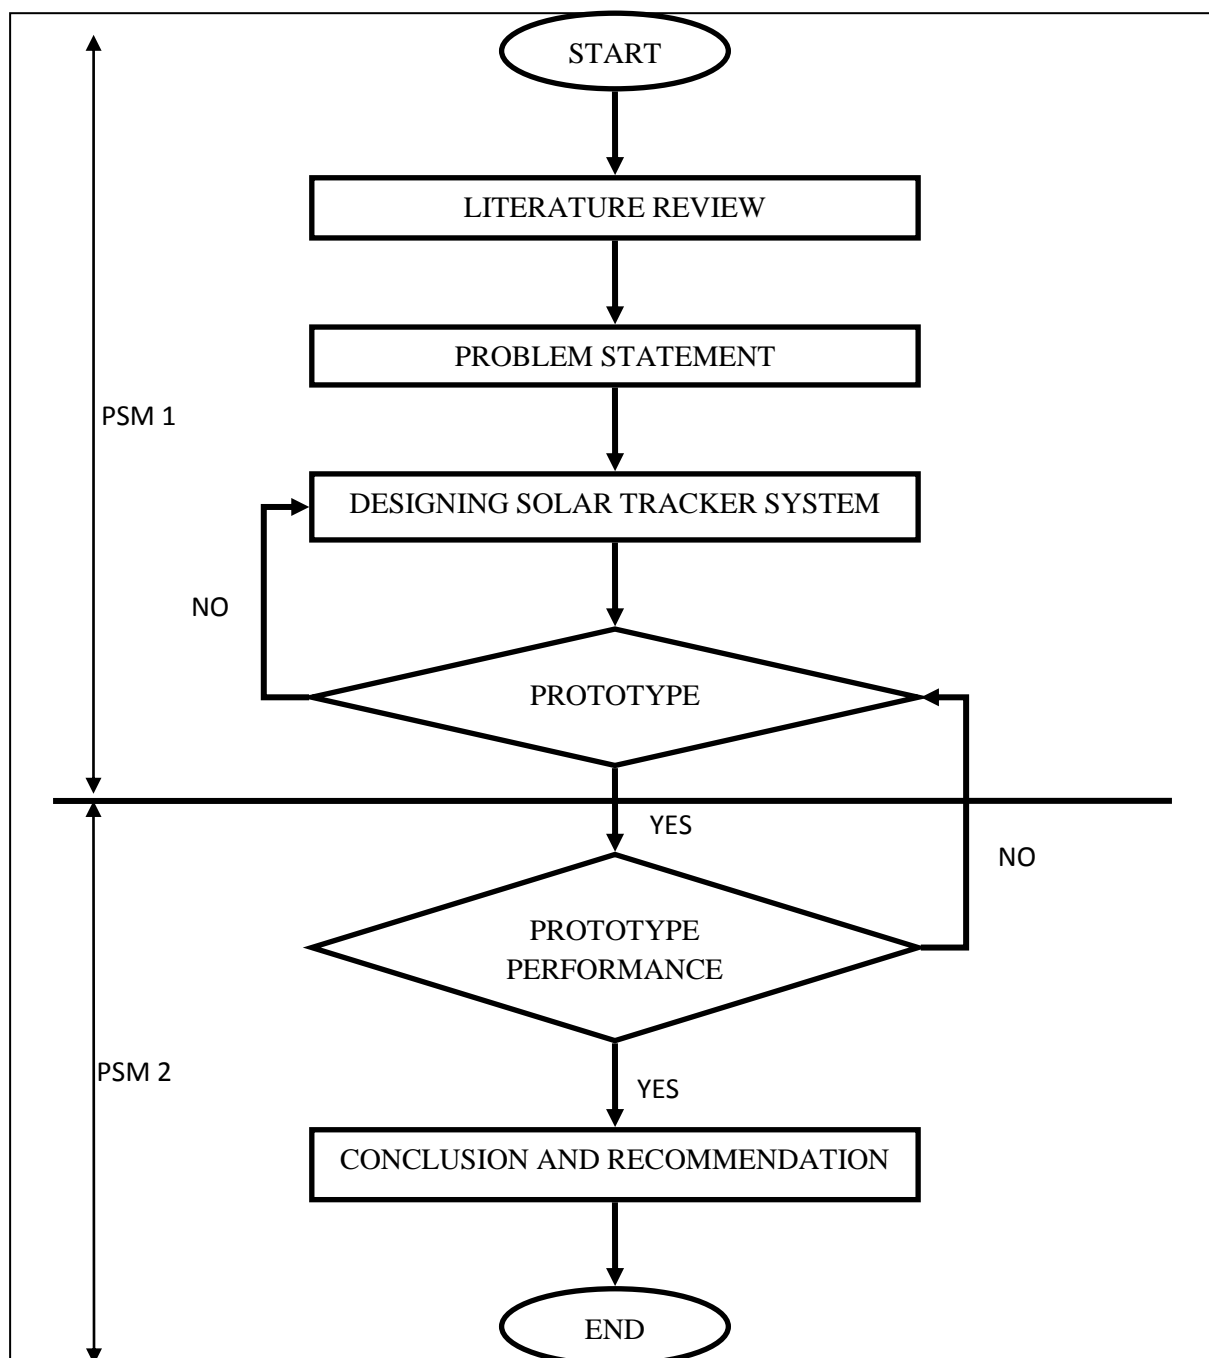 START
LITERATURE REVIEW
PROBLEM STATEMENT
PSM 1
DESIGNING SOLAR TRACKER SYSTEM
NO
PROTOTYPE
YES
NO
PROTOTYPE
PERFORMANCE
PSM 2
YES
CONCLUSION AND RECOMMENDATION
END